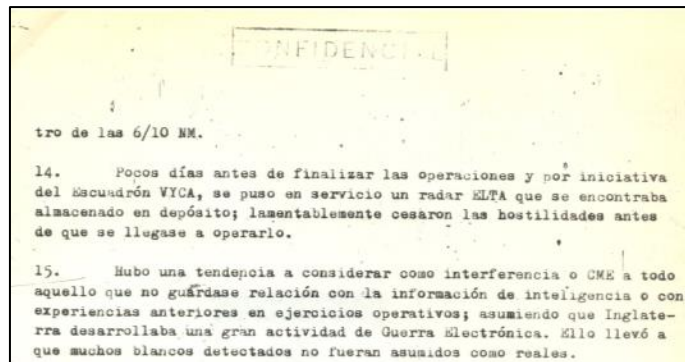 CONFIDENCIAL
tro de las 6/10 NM.
14. Pocos días antes de finalizar las operaciones y por iniciativa
del Escuadrón VYCA, se puso en servicio un radar ELTA que se encontraba
almacenado en depósito; lamentablemente cesaron las hostilidades antes
de que se llegase a operarlo.
15. Hubo una tendencia a considerar como interferencia o CME a todo
aquello que no guárdase relación con la información de inteligencia o con
experiencias anteriores en ejercicios operativos; asumiendo que Inglate-
rra desarrollaba una gran actividad de Guerra Electrónica. Ello llevó a
que muchos blancos detectados no fueran asumidos como reales.